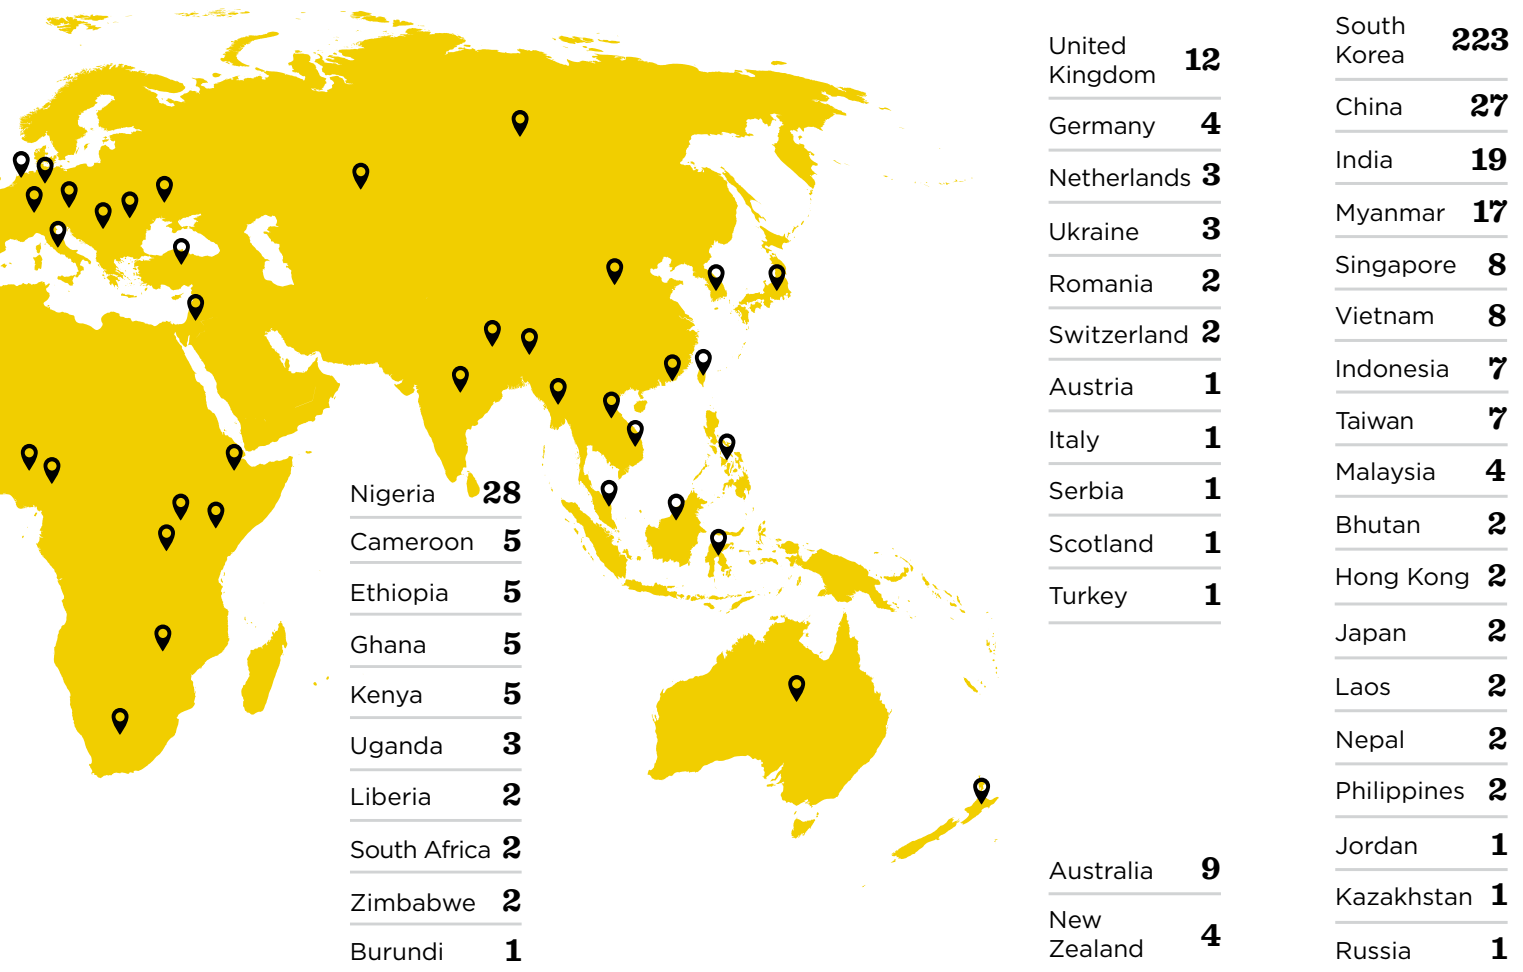 Nigeria 28
Cameroon 5
Ethiopia 5
Ghana 5
Kenya 5
Uganda 3
Liberia 2
South Africa 2
Zimbabwe 2
Burundi 1
United
Kingdom 12
Germany 4
Netherlands 3
Ukraine 3
Romania 2
Switzerland 2
Austria 1
Italy 1
Serbia 1
Scotland 1
Turkey 1
Australia 9
New
Zealand 4
South
Korea 223
China 27
India 19
Myanmar 17
Singapore 8
Vietnam 8
Indonesia 7
Taiwan 7
Malaysia 4
Bhutan 2
Hong Kong 2
Japan 2
Laos 2
Nepal 2
Philippines 2
Jordan 1
Kazakhstan 1
Russia 1